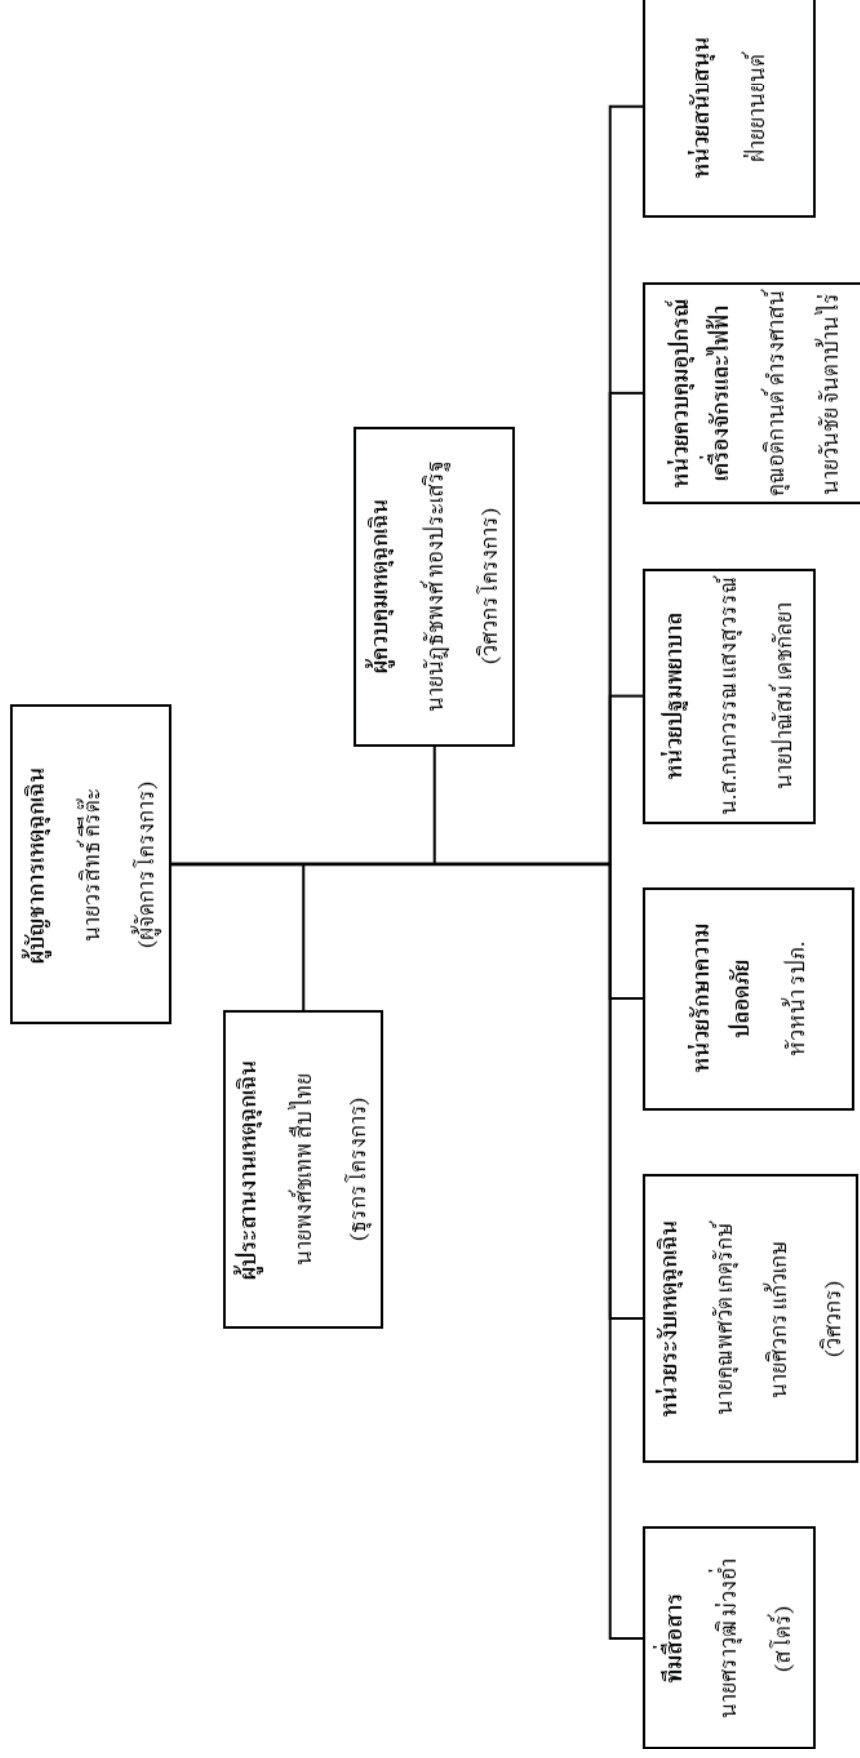 ผู้บัญชาการเหตุฉุกเฉิน
นายวรสิทธิ์
(ผู้จัดการโครงการ)
ผู้ประสานงานเหตุฉุกเฉิน
นายพงศ์ชเทพ สืบไทย
(ธุรกรโครงการ)
ผู้ควบคุมเหตุฉุกเฉิน
นายนัฏธัชพงศ์ ทองประเสริฐ
(วิศวกรโครงการ)
ทีมสื่อสาร
นายศราวุฒิ ม่วงอ่ำ
(สโตร์)
หน่วยระงับเหตุฉุกเฉิน
นายคุณพศวัต เกตุรักษ์
นายศิวกร แก้วเกษ
(วิศวกร)
หน่วยรักษาความ
ปลอดภัย
หัวหน้า รปภ.
หน่วยปฐมพยาบาล
น.ส.กนกวรรณ แสงสุวรรณ์
นายปาณัสม์ เดชกัลยา
หน่วยควบคุมอุปกรณ์
เครื่องจักรและไฟฟ้า
คุณอติกานต์ ดำรงศาสน์
นายวันชัย จันตาบ้านไร่
หน่วยสนับสนุน
ฝ่ายยานยนต์